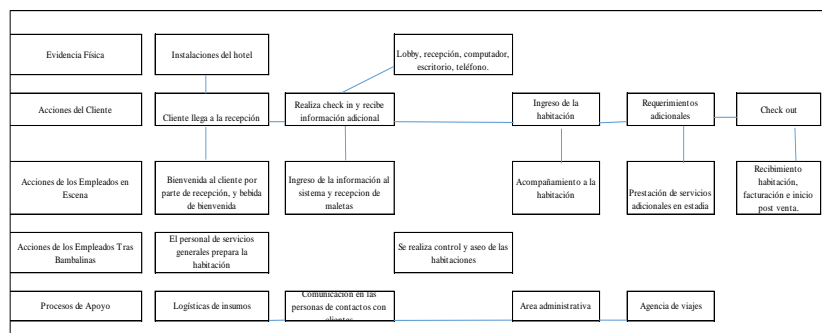 Evidencia Física
Instalaciones del hotel
Lobby, recepción, computador,
escritorio, teléfono.
Acciones del Cliente
Cliente llega a la recepción
Realiza check in y recibe
información adicional
Ingreso de la
habitación
Requerimientos
adicionales
Check out
Acciones de los Empleados en
Escena
Bienvenida al cliente por
parte de recepción, y bebida
de bienvenida
Ingreso de la información al
sistema y recepcion de
maletas
Acompañamiento a la
habitación
Prestación de servicios
adicionales en estadia
Recibimiento
habitación,
facturación e inicio
post venta.
Acciones de los Empleados Tras
Bambalinas
El personal de servicios
generales prepara la
habitación
Se realiza control y aseo de las
habitaciones
Procesos de Apoyo
Logísticas de insumos
Comunicación en las
personas de contactos con
clientes
Area administrativa
Agencia de viajes